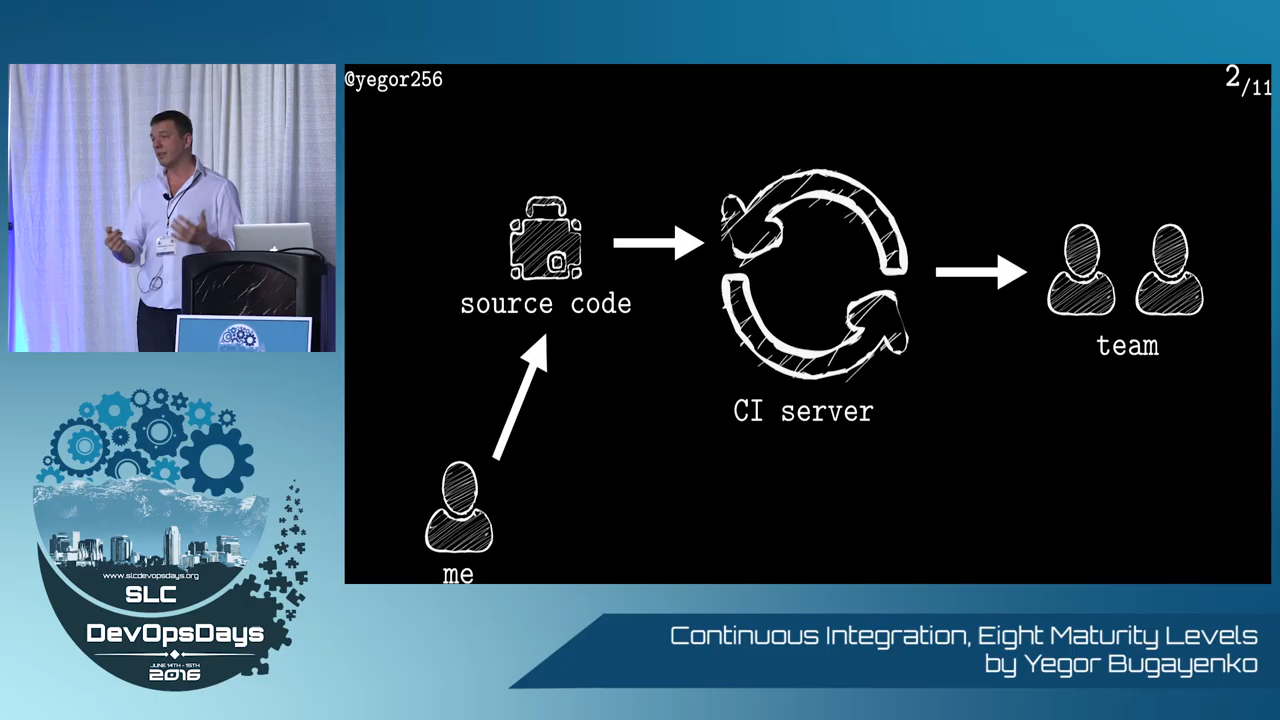 @yegor256
2/11
source code
CI server
team
me
www.slcdevopsdays.org
SLC
DevOpsDays
JUNE 14TH - 15TH
2016
Continuous Integration, Eight Maturity Levels
by Yegor Bugayenko